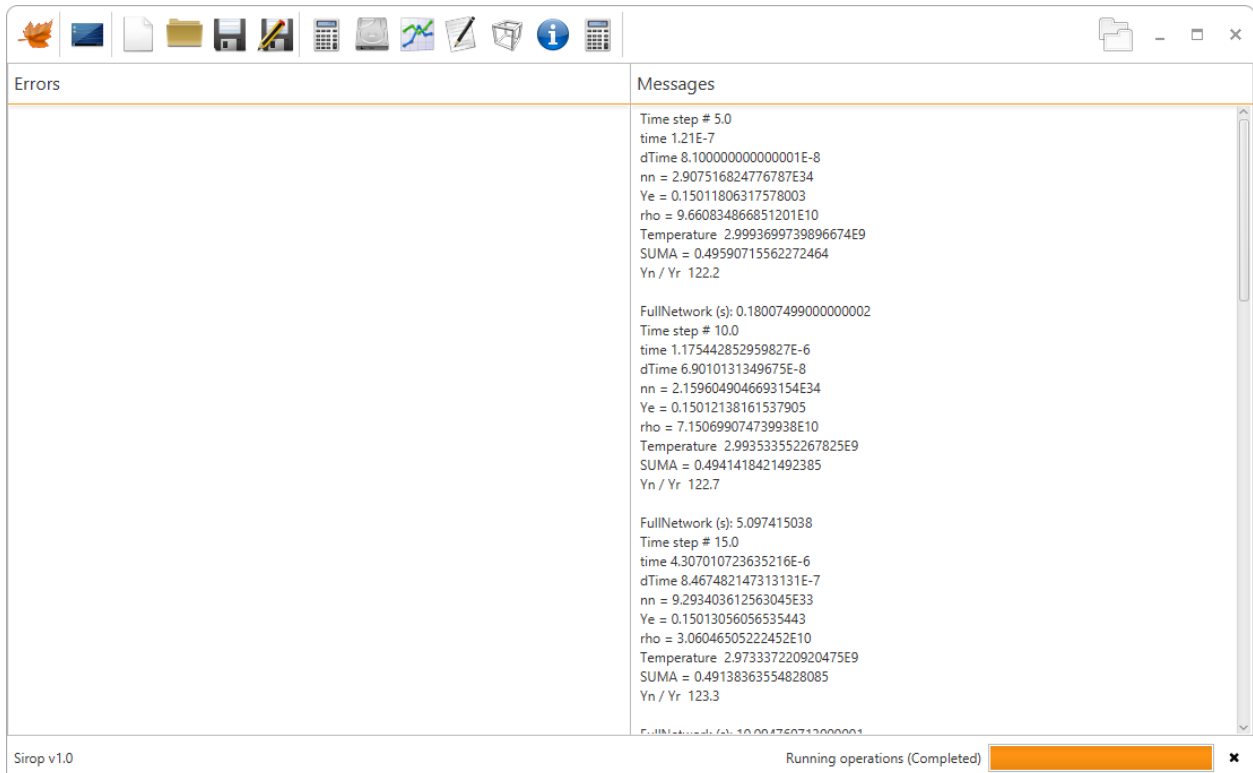 Errors
Messages
Time step # 5.0
time 1.21E-7
dTime 8.100000000000001E-8
nn = 2.907516824776787E34
Ye = 0.15011806317578003
rho = 9.660834866851201E10
Temperature  2.9993699739896674E9
SUMA = 0.49590715562272464
Yn / Yr  122.2
FullNetwork (s): 0.18007499000000002
Time step # 10.0
time 1.175442852959827E-6
dTime 6.9010131349675E-8
nn = 2.1596049046693154E34
Ye = 0.15012138161537905
rho = 7.150699074739938E10
Temperature  2.993533552267825E9
SUMA = 0.4941418421492385
Yn / Yr  122.7
FullNetwork (s): 5.097415038
Time step # 15.0
time 4.307010723635216E-6
dTime 8.467482147313131E-7
nn = 9.293403612563045E33
Ye = 0.15013056056535443
rho = 3.06046505222452E10
Temperature  2.973337220920475E9
SUMA = 0.49138363554828085
Yn / Yr  123.3
FullNetwork (s):
Sirop v1.0
Running operations (Completed)